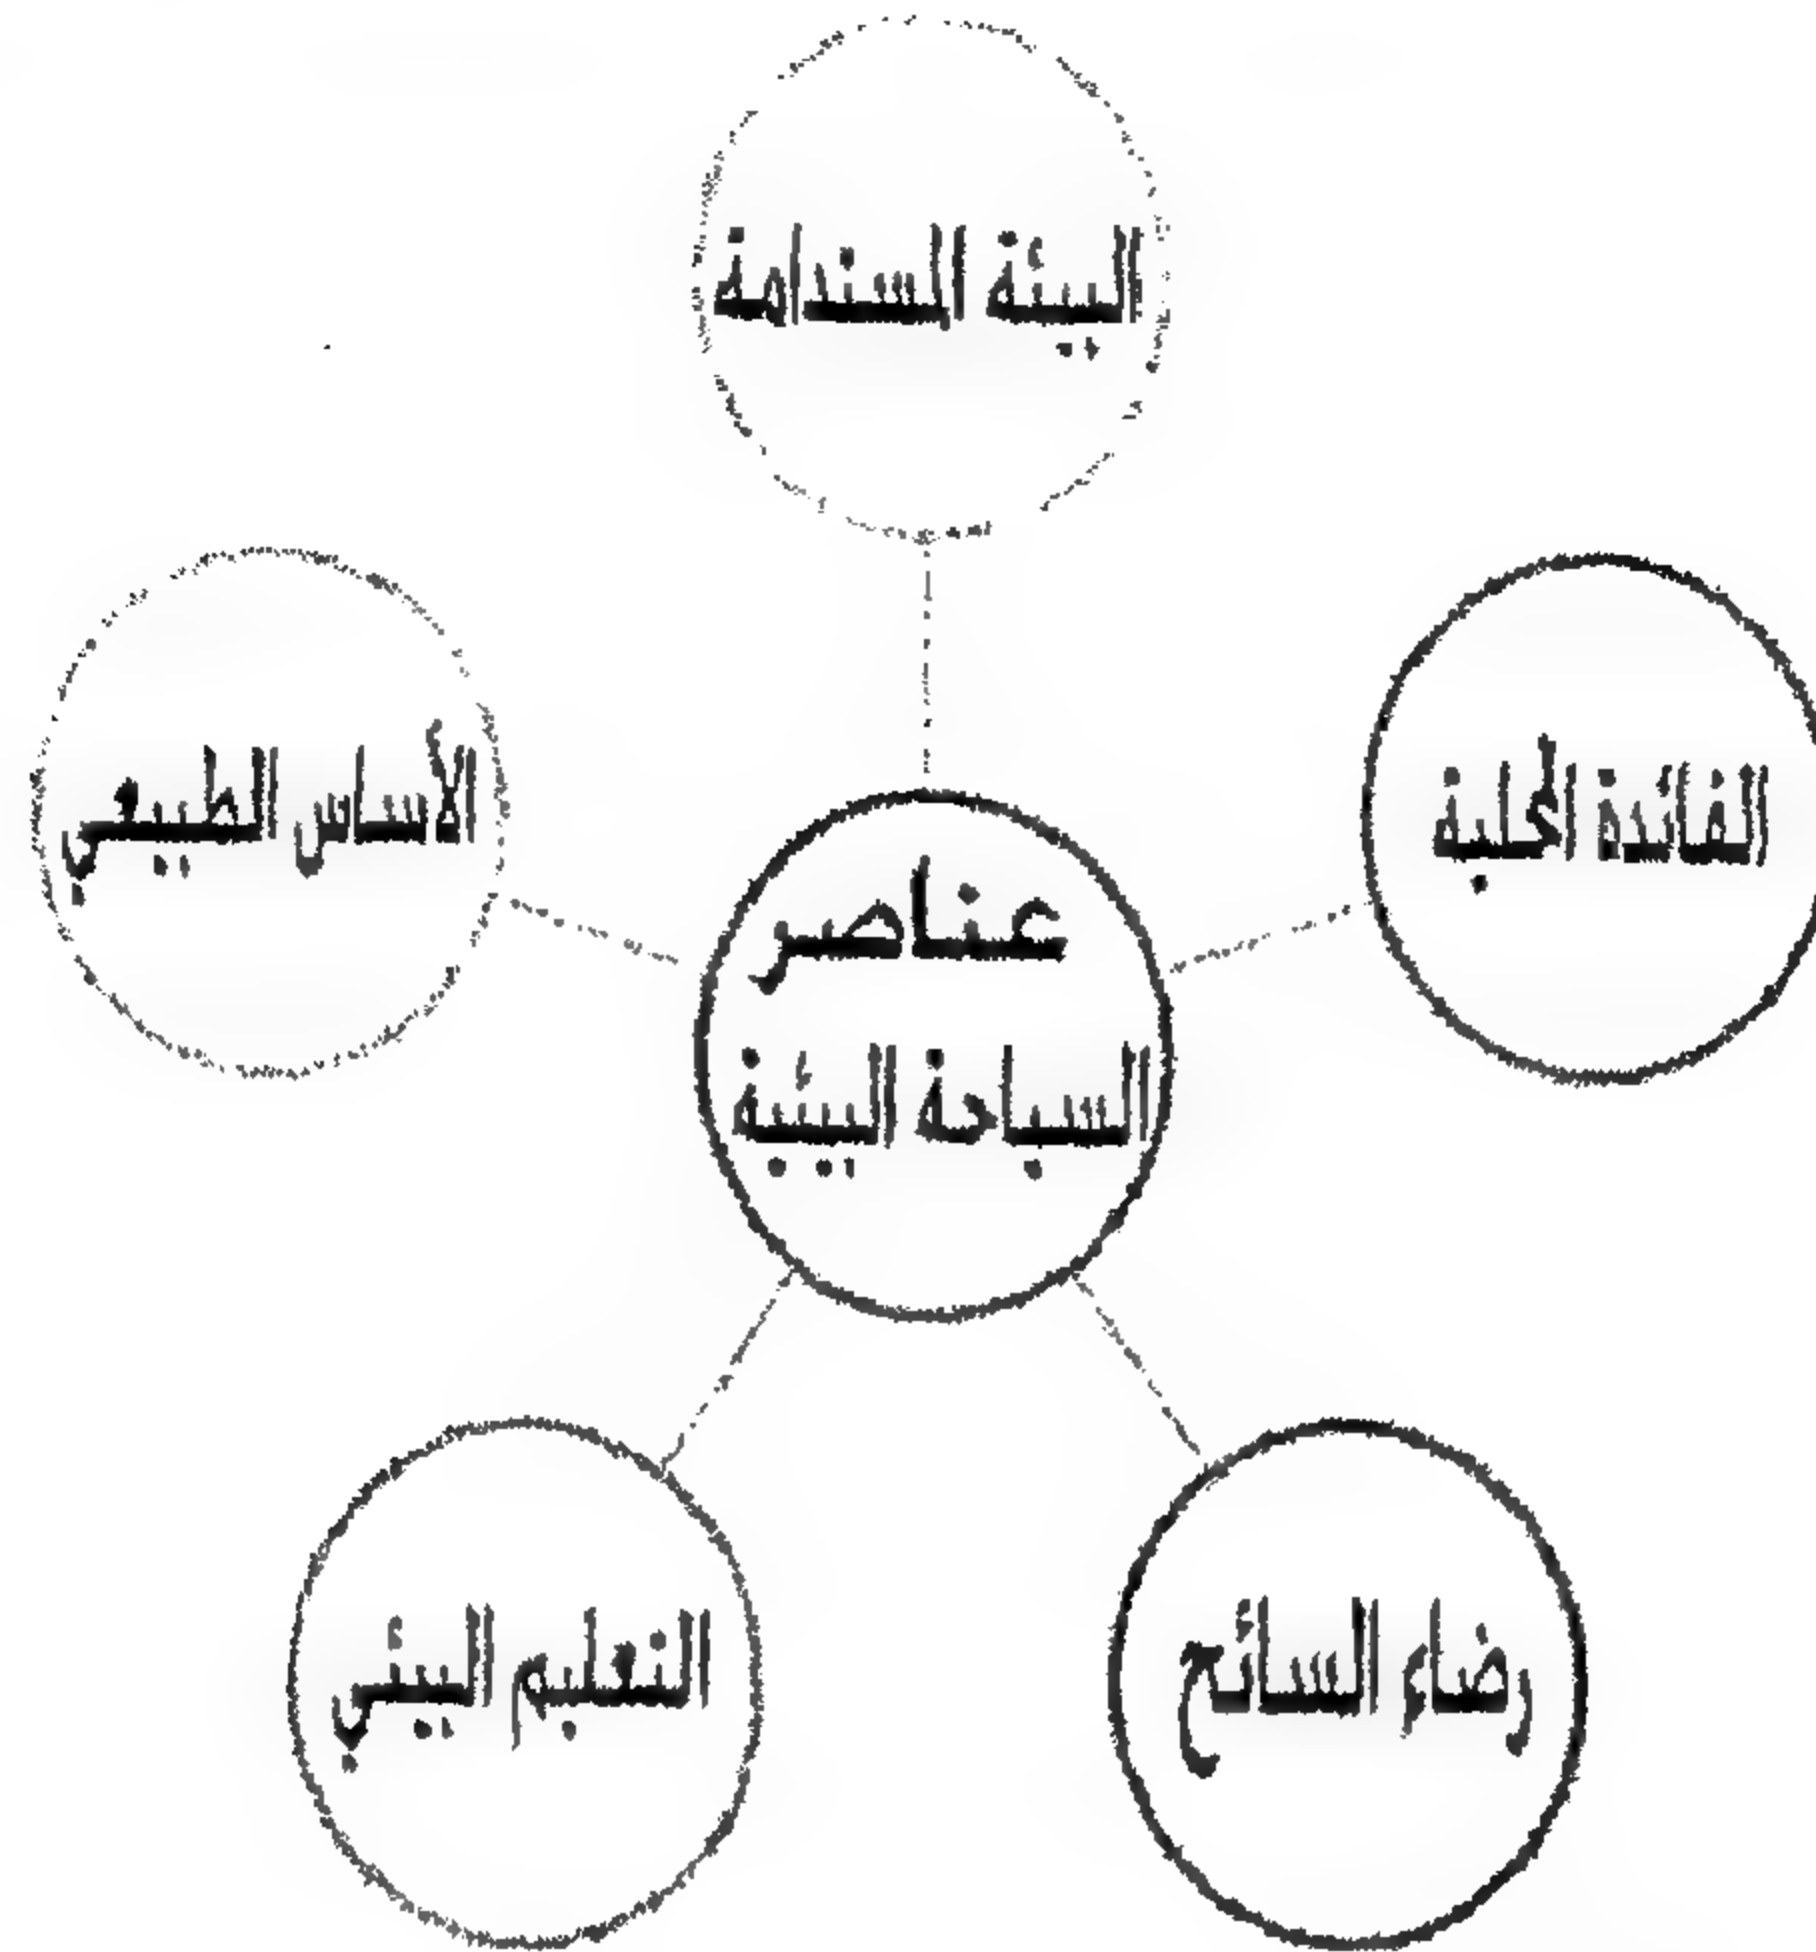 البيئة المستدامة
الفائدة المحلية
الأساس الطبيعي
عناصر
السياحة البيئية
رضاء السائح
التعليم البيئي